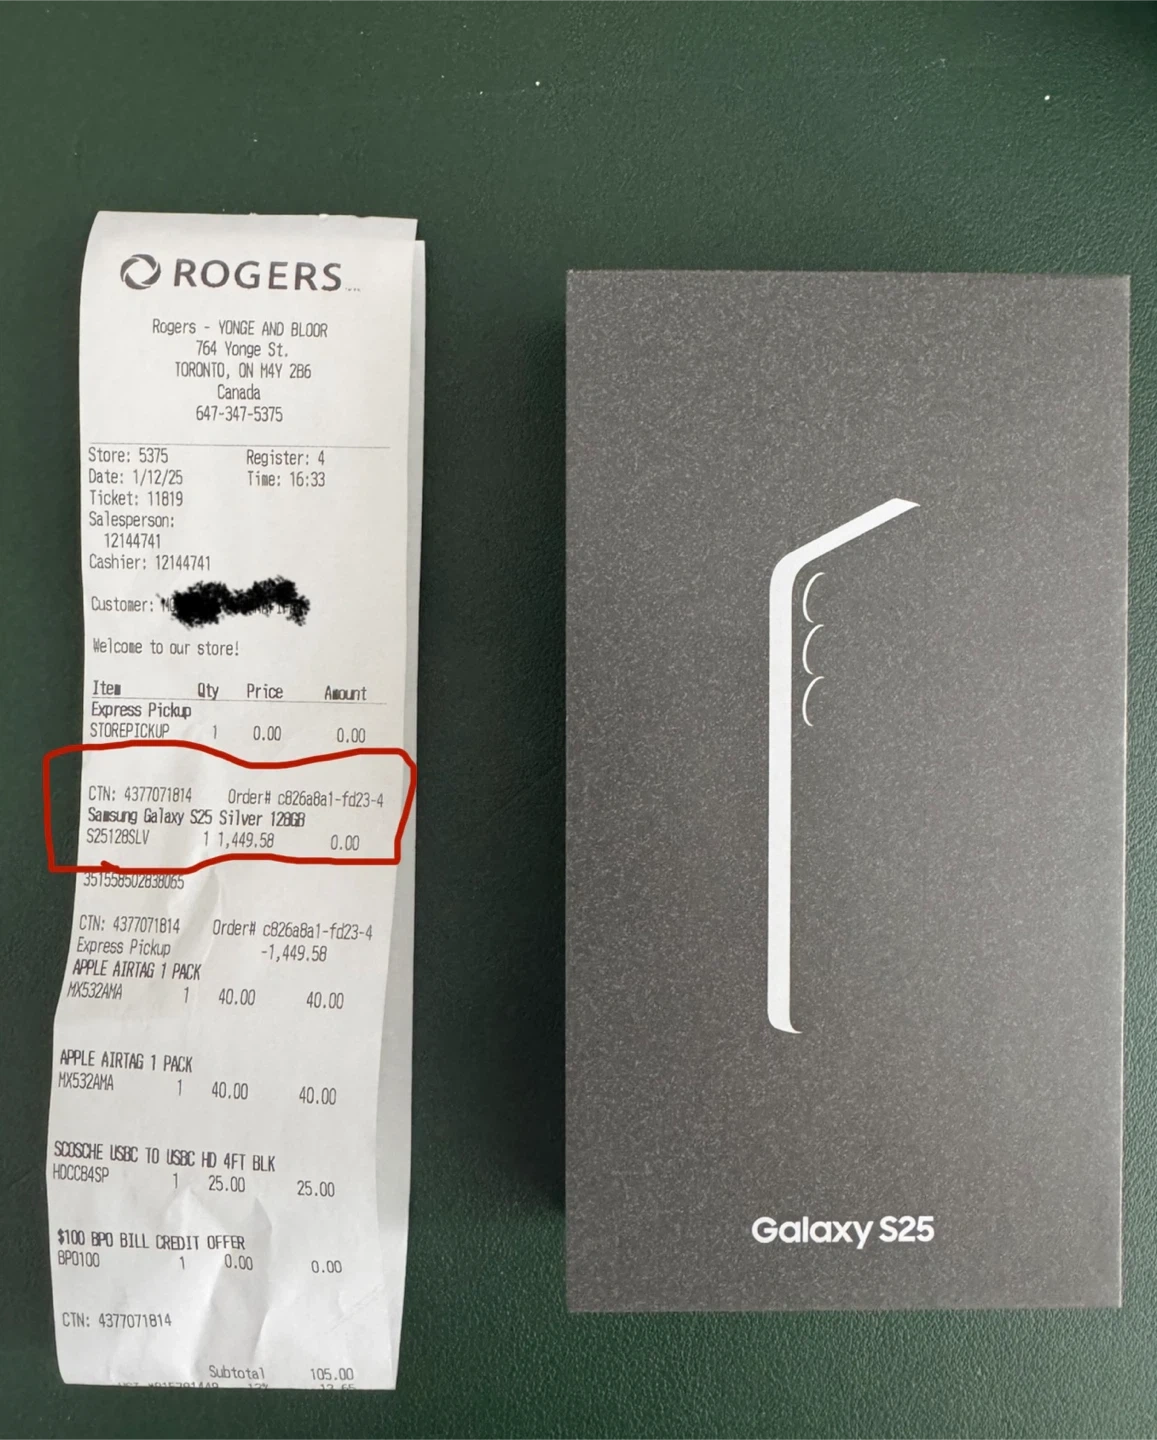 ROGERS
Rogers - YONGE AND BLOOR
764 Yonge St.
TORONTO, ON M4Y 2B6
Canada
647-347-5375
Store: 5375 Register: 4
Date: 1/12/25 Time: 16:33
Ticket: 11819
Salesperson:
12144741
Cashier: 12144741
Customer:
Welcome to our store!
Item Qty Price Amount
Express Pickup
STOREPICKUP 1 0.00 0.00
CTN: 4377071814 Order# c826a8a1-fd23-4
Samsung Galaxy S25 Silver 128GB
S25128SLV 1 1,449.58 0.00
351558502838065
CTN: 4377071814 Order# c826a8a1-fd23-4
Express Pickup -1,449.58
APPLE AIRTAG 1 PACK
MX532AMA 1 40.00 40.00
APPLE AIRTAG 1 PACK
MX532AMA 1 40.00 40.00
SCOSCHE USBC TO USBC HD 4FT BLK
HDCCB4SP 1 25.00 25.00
$100 BPO BILL CREDIT OFFER
BPO100 1 0.00 0.00
CTN: 4377071814
Subtotal 105.00
Galaxy S25